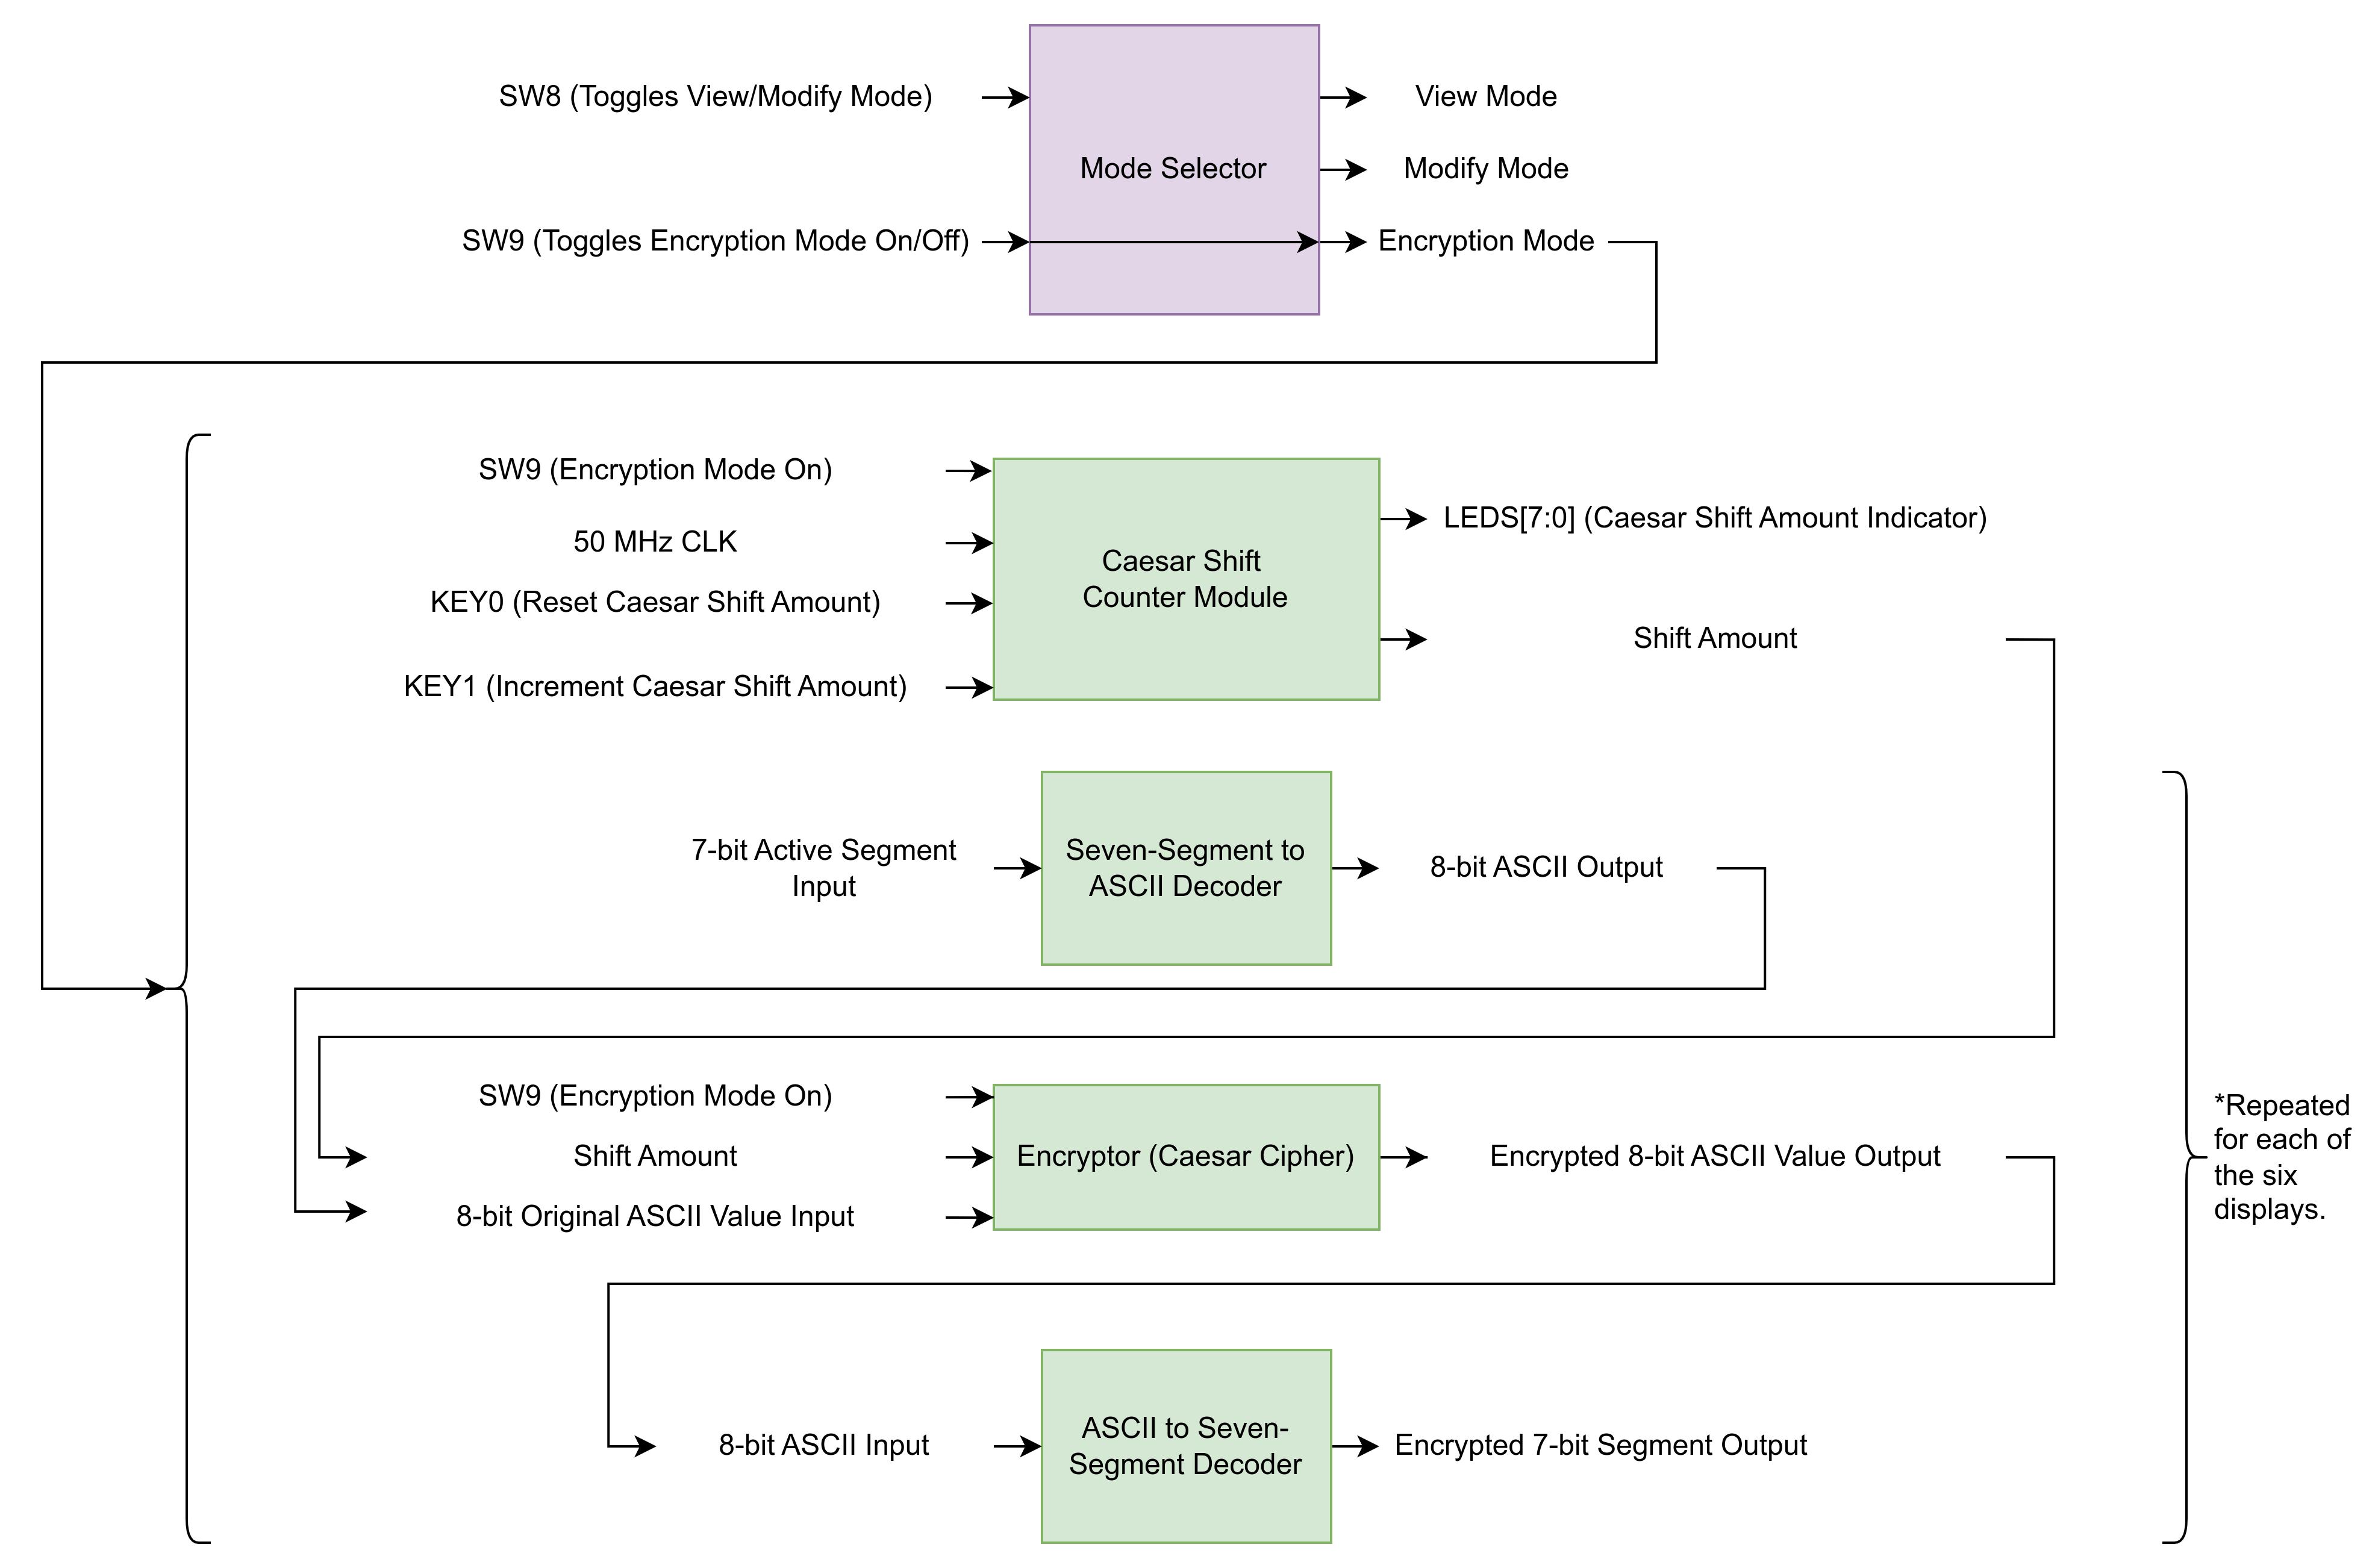 SW8 (Toggles View/Modify Mode)
View Mode
Mode Selector
Modify Mode
SW9 (Toggles Encryption Mode On/Off)
Encryption Mode
SW9 (Encryption Mode On)
50 MHz CLK
KEY0 (Reset Caesar Shift Amount)
KEY1 (Increment Caesar Shift Amount)
Caesar Shift
Counter Module
LEDS[7:0] (Caesar Shift Amount Indicator)
Shift Amount
7-bit Active Segment
Input
Seven-Segment to
ASCII Decoder
8-bit ASCII Output
SW9 (Encryption Mode On)
Shift Amount
8-bit Original ASCII Value Input
Encryptor (Caesar Cipher)
Encrypted 8-bit ASCII Value Output
8-bit ASCII Input
ASCII to Seven-
Segment Decoder
Encrypted 7-bit Segment Output
*Repeated
for each of
the six
displays.